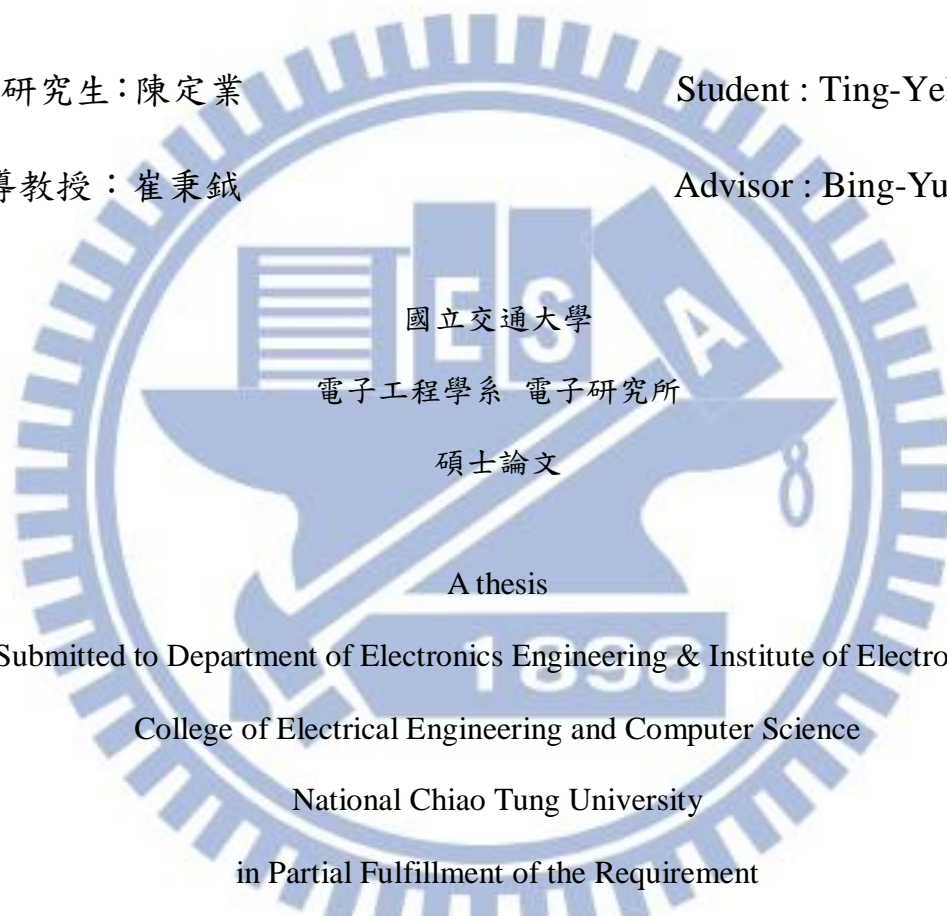 研究生：陳定業 Student : Ting-Ye
導教授：崔秉鉞 Advisor : Bing-Yu
E S A
國立交通大學
電子工程學系 電子研究所
碩士論文
A thesis
1896
Submitted to Department of Electronics Engineering & Institute of Electro
College of Electrical Engineering and Computer Science
National Chiao Tung University
in Partial Fulfillment of the Requirement